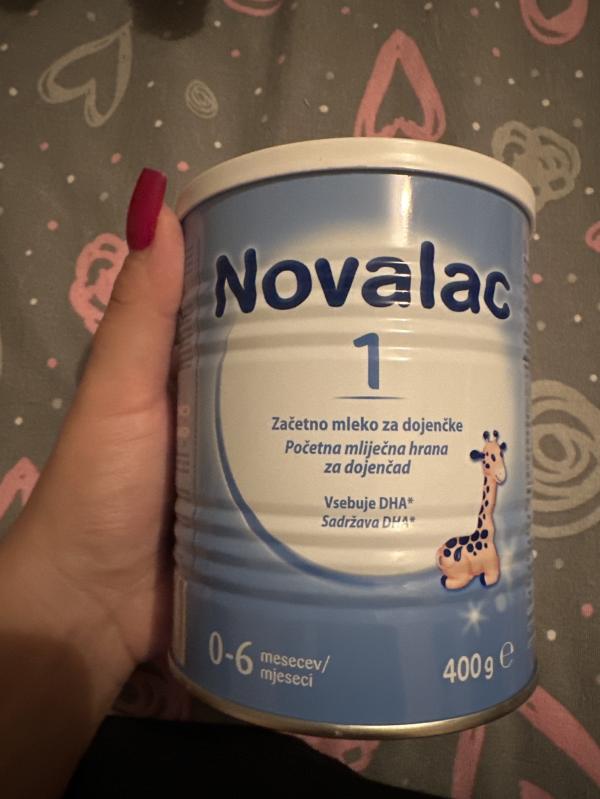 Novalac
1
Začetno mleko za dojenčke
Početna mliječna hrana
za dojenčad
Vsebuje DHA*
Sadržava DHA*
0-6 mesecev/
mjeseci
400 g e